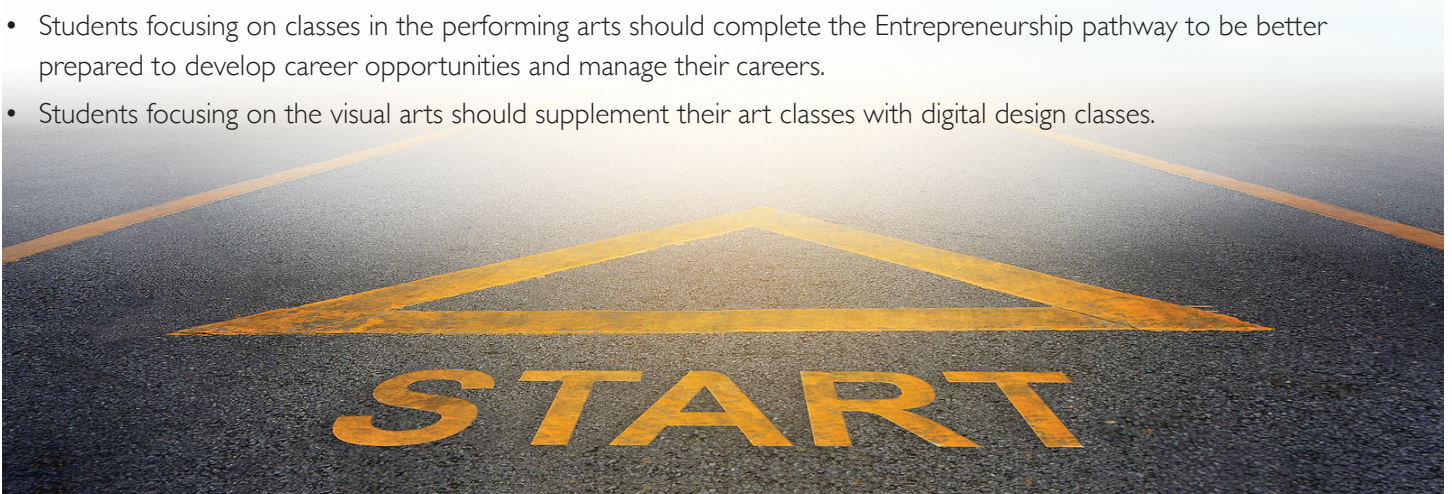 • Students focusing on classes in the performing arts should complete the Entrepreneurship pathway to be better
prepared to develop career opportunities and manage their careers.
• Students focusing on the visual arts should supplement their art classes with digital design classes.
START